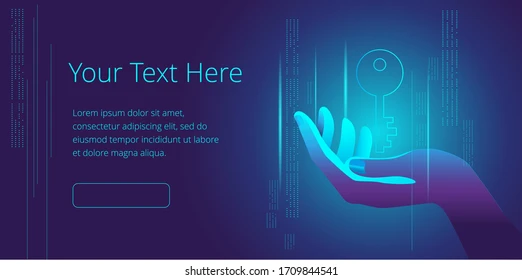 Your Text Here
Lorem ipsum dolor sit amet,
consectetur adipiscing elit,
sed do eiusmod tempor
incididunt ut labore et dolore
magna aliqua.
shutterstock.com · 1709844541